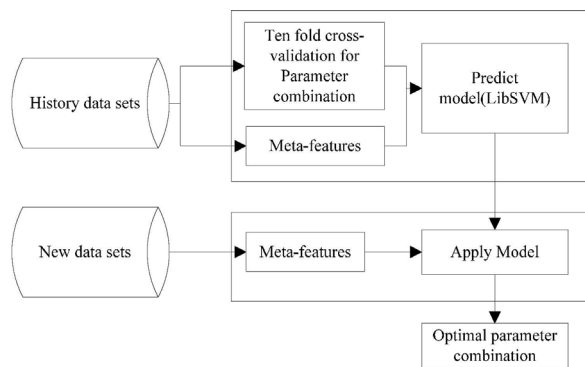 Ten fold cross-
validation for
Parameter
combination
Predict
model(LibSVM)
History data sets
Meta-features
New data sets
Meta-features
Apply Model
Optimal parameter
combination